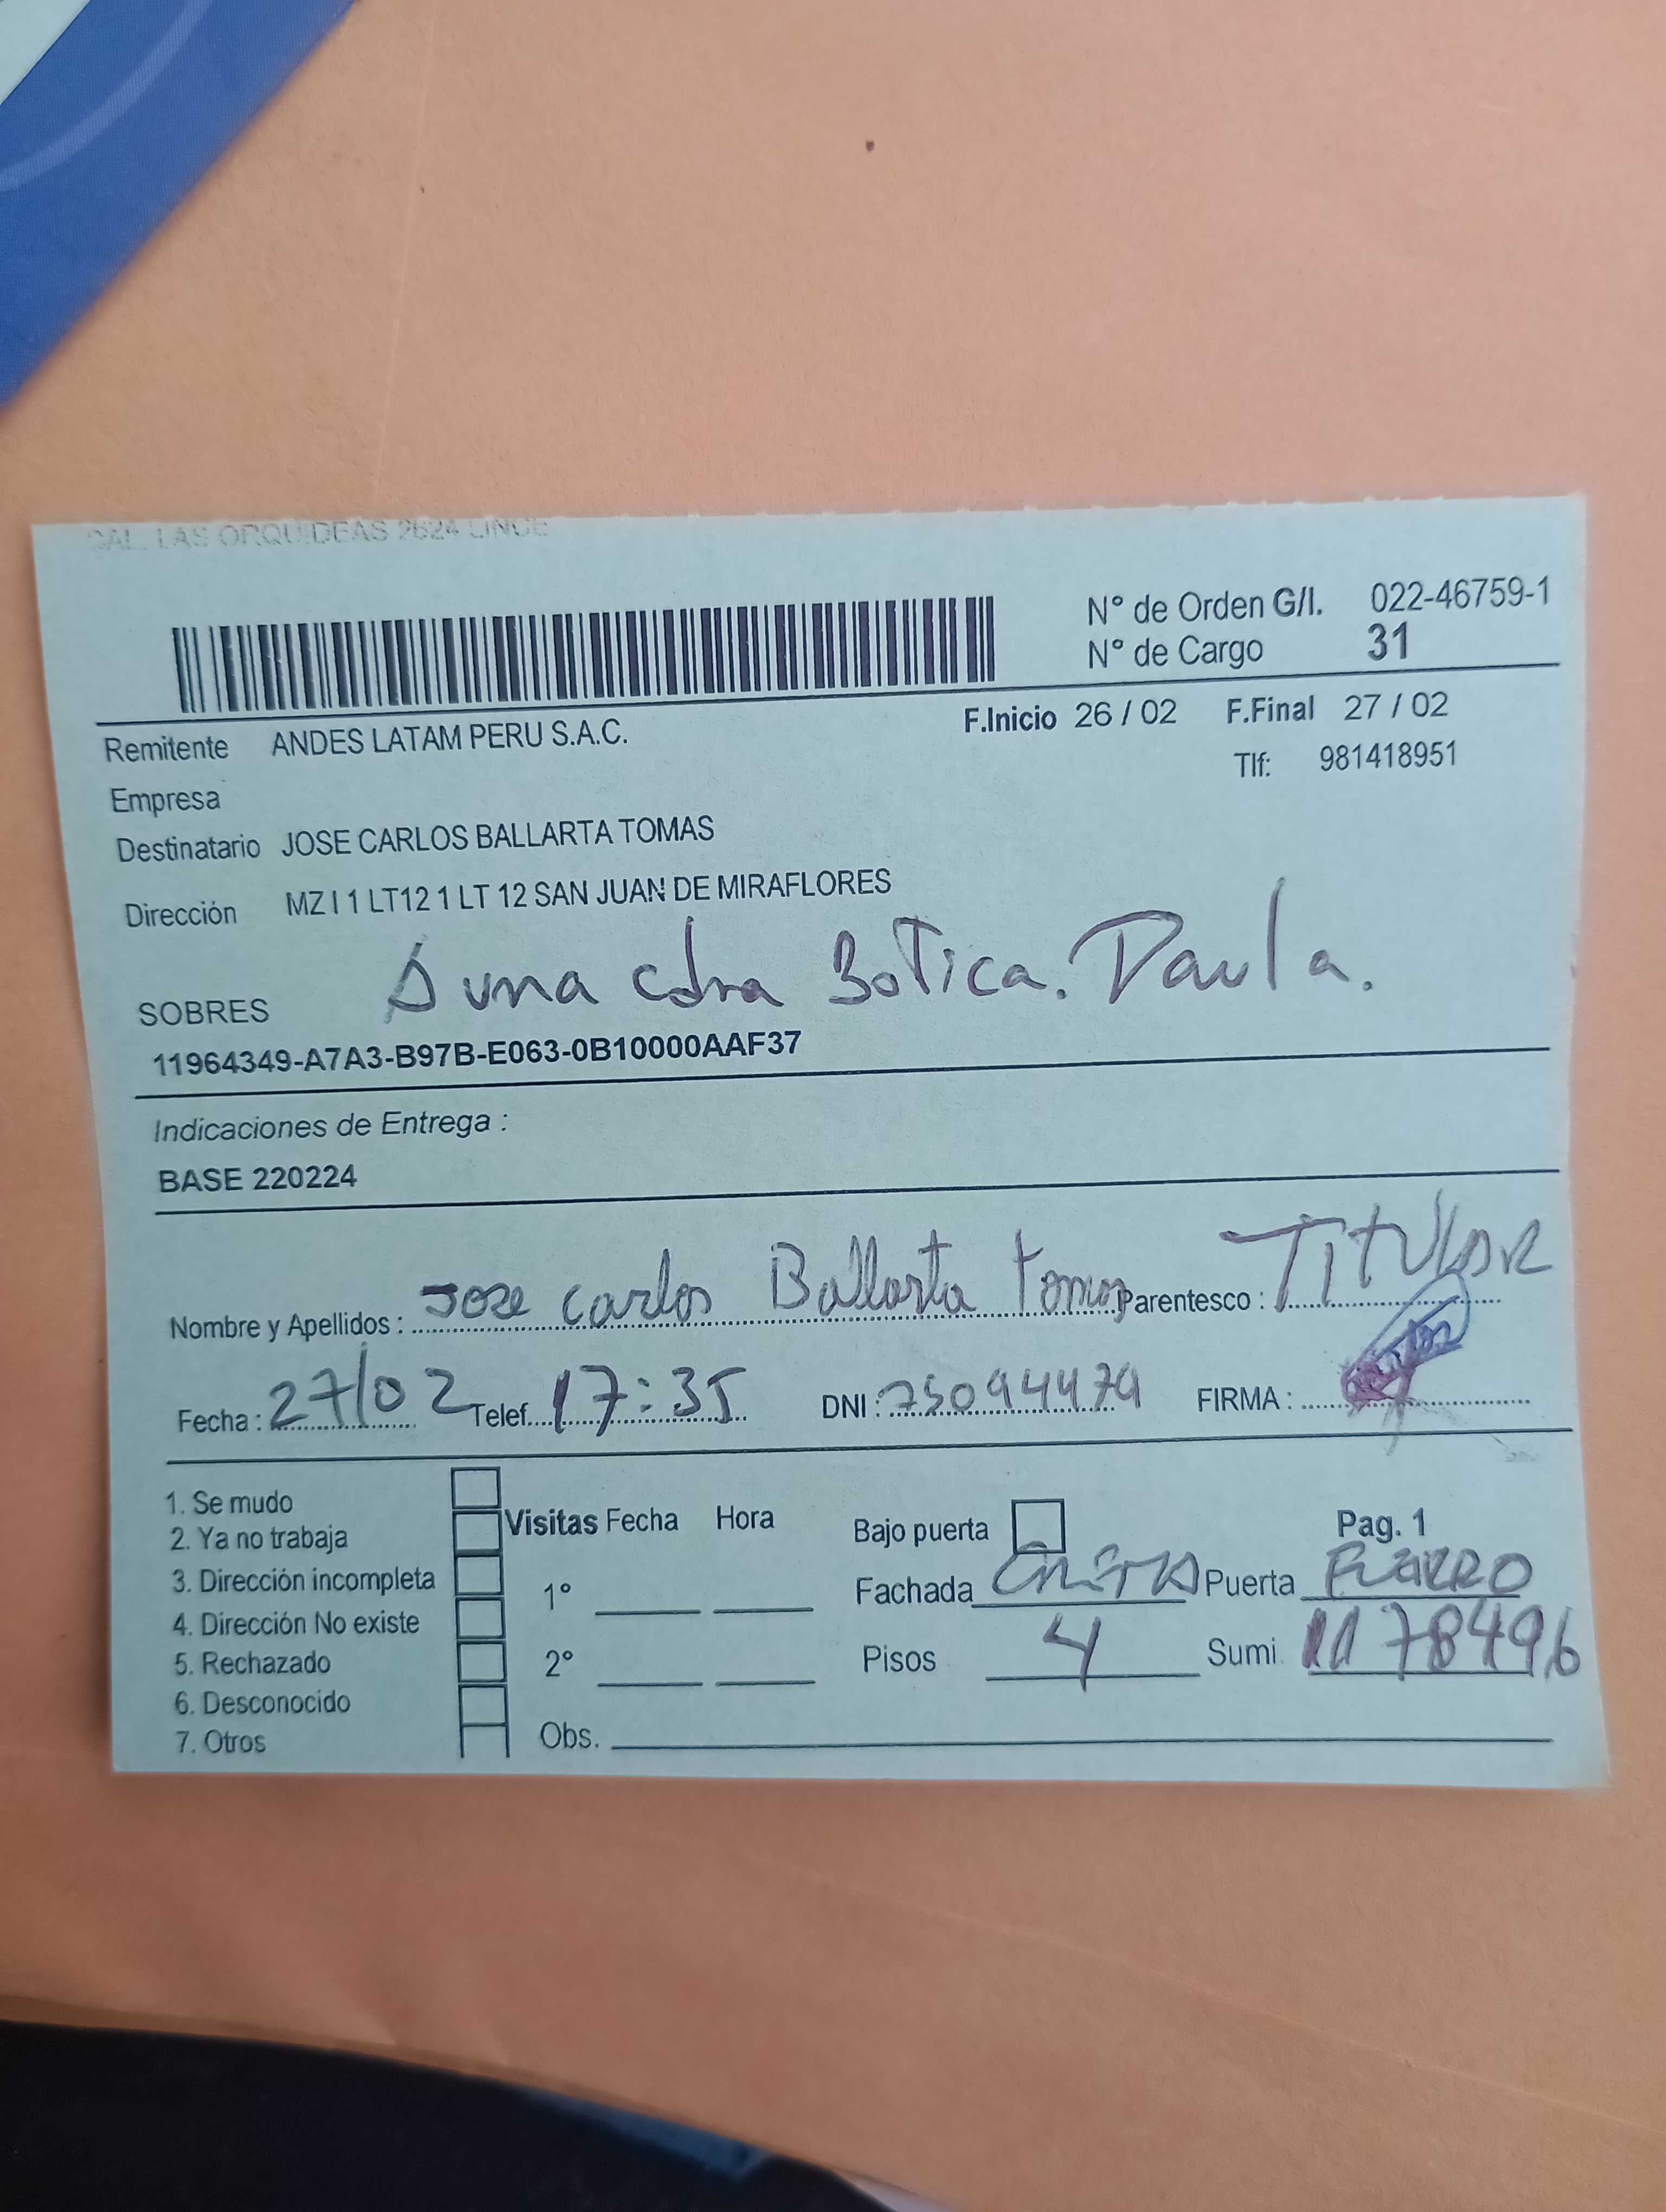 CAL. LAS ORQUIDEAS 2624 LINCE
N° de Orden G/I. 022-46759-1
N° de Cargo 31
F.Inicio 26 / 02 F.Final 27 / 02
Remitente ANDES LATAM PERU S.A.C.
Tlf: 981418951
Empresa
Destinatario JOSE CARLOS BALLARTA TOMAS
Dirección MZ I 1 LT12 1 LT 12 SAN JUAN DE MIRAFLORES
A una cdra Botica. Paula.
SOBRES
11964349-A7A3-B97B-E063-0B10000AAF37
Indicaciones de Entrega :
BASE 220224
Nombre y Apellidos : Jose carlos Ballarta tomas Parentesco : TITULAR
Fecha : 27/02 Telef. 17:35 DNI : 75094479 FIRMA :
1. Se mudo
2. Ya no trabaja
3. Dirección incompleta
4. Dirección No existe
5. Rechazado
6. Desconocido
7. Otros
Visitas Fecha Hora
1°
2°
Obs.
Bajo puerta Pag. 1
Fachada Puerta FIERRO
Pisos 4 Sumi 1178496